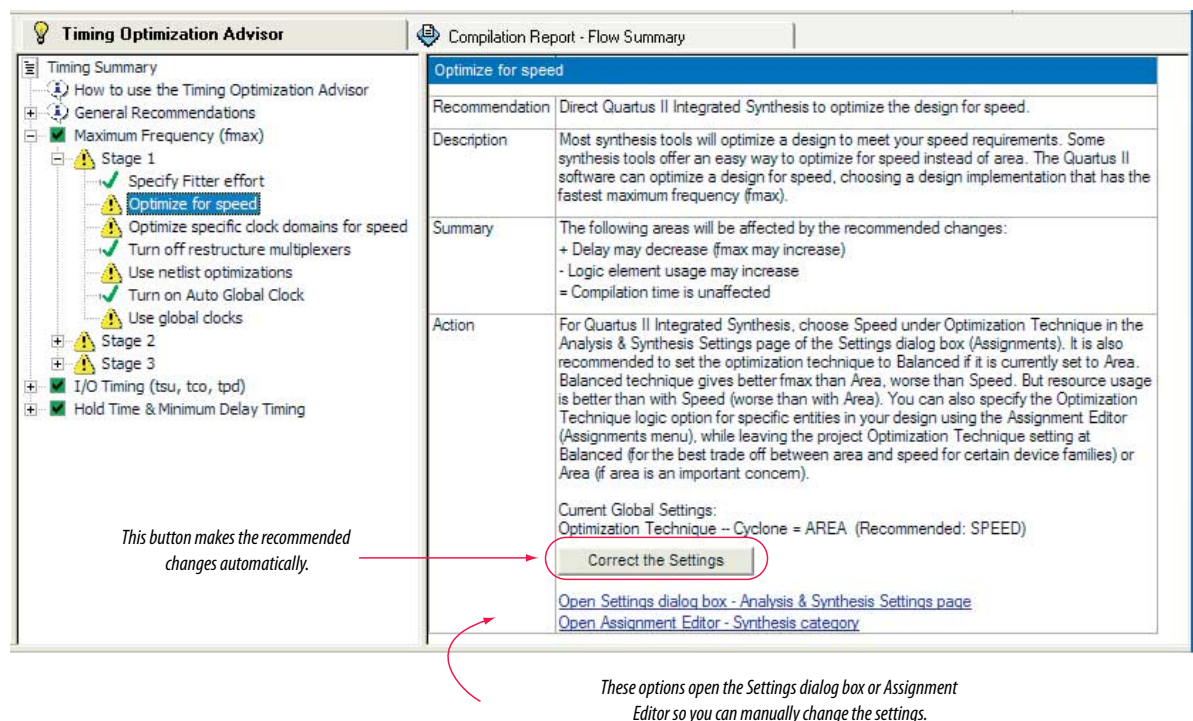 Timing Optimization Advisor
Compilation Report - Flow Summary
Timing Summary
How to use the Timing Optimization Advisor
General Recommendations
Maximum Frequency (fmax)
Stage 1
Specify Fitter effort
Optimize for speed
Optimize specific clock domains for speed
Turn off restructure multiplexers
Use netlist optimizations
Turn on Auto Global Clock
Use global clocks
Stage 2
Stage 3
I/O Timing (tsu, tco, tpd)
Hold Time & Minimum Delay Timing
This button makes the recommended
changes automatically.
Optimize for speed
Recommendation
Direct Quartus II Integrated Synthesis to optimize the design for speed.
Description
Most synthesis tools will optimize a design to meet your speed requirements. Some
synthesis tools offer an easy way to optimize for speed instead of area. The Quartus II
software can optimize a design for speed, choosing a design implementation that has the
fastest maximum frequency (fmax).
Summary
The following areas will be affected by the recommended changes:
+ Delay may decrease (fmax may increase)
- Logic element usage may increase
= Compilation time is unaffected
Action
For Quartus II Integrated Synthesis, choose Speed under Optimization Technique in the
Analysis & Synthesis Settings page of the Settings dialog box (Assignments). It is also
recommended to set the optimization technique to Balanced if it is currently set to Area.
Balanced technique gives better fmax than Area, worse than Speed. But resource usage
is better than with Speed (worse than with Area). You can also specify the Optimization
Technique logic option for specific entities in your design using the Assignment Editor
(Assignments menu), while leaving the project Optimization Technique setting at
Balanced (for the best trade off between area and speed for certain device families) or
Area (if area is an important concern).
Current Global Settings:
Optimization Technique -- Cyclone = AREA (Recommended: SPEED)
Correct the Settings
Open Settings dialog box - Analysis & Synthesis Settings page
Open Assignment Editor - Synthesis category
These options open the Settings dialog box or Assignment
Editor so you can manually change the settings.